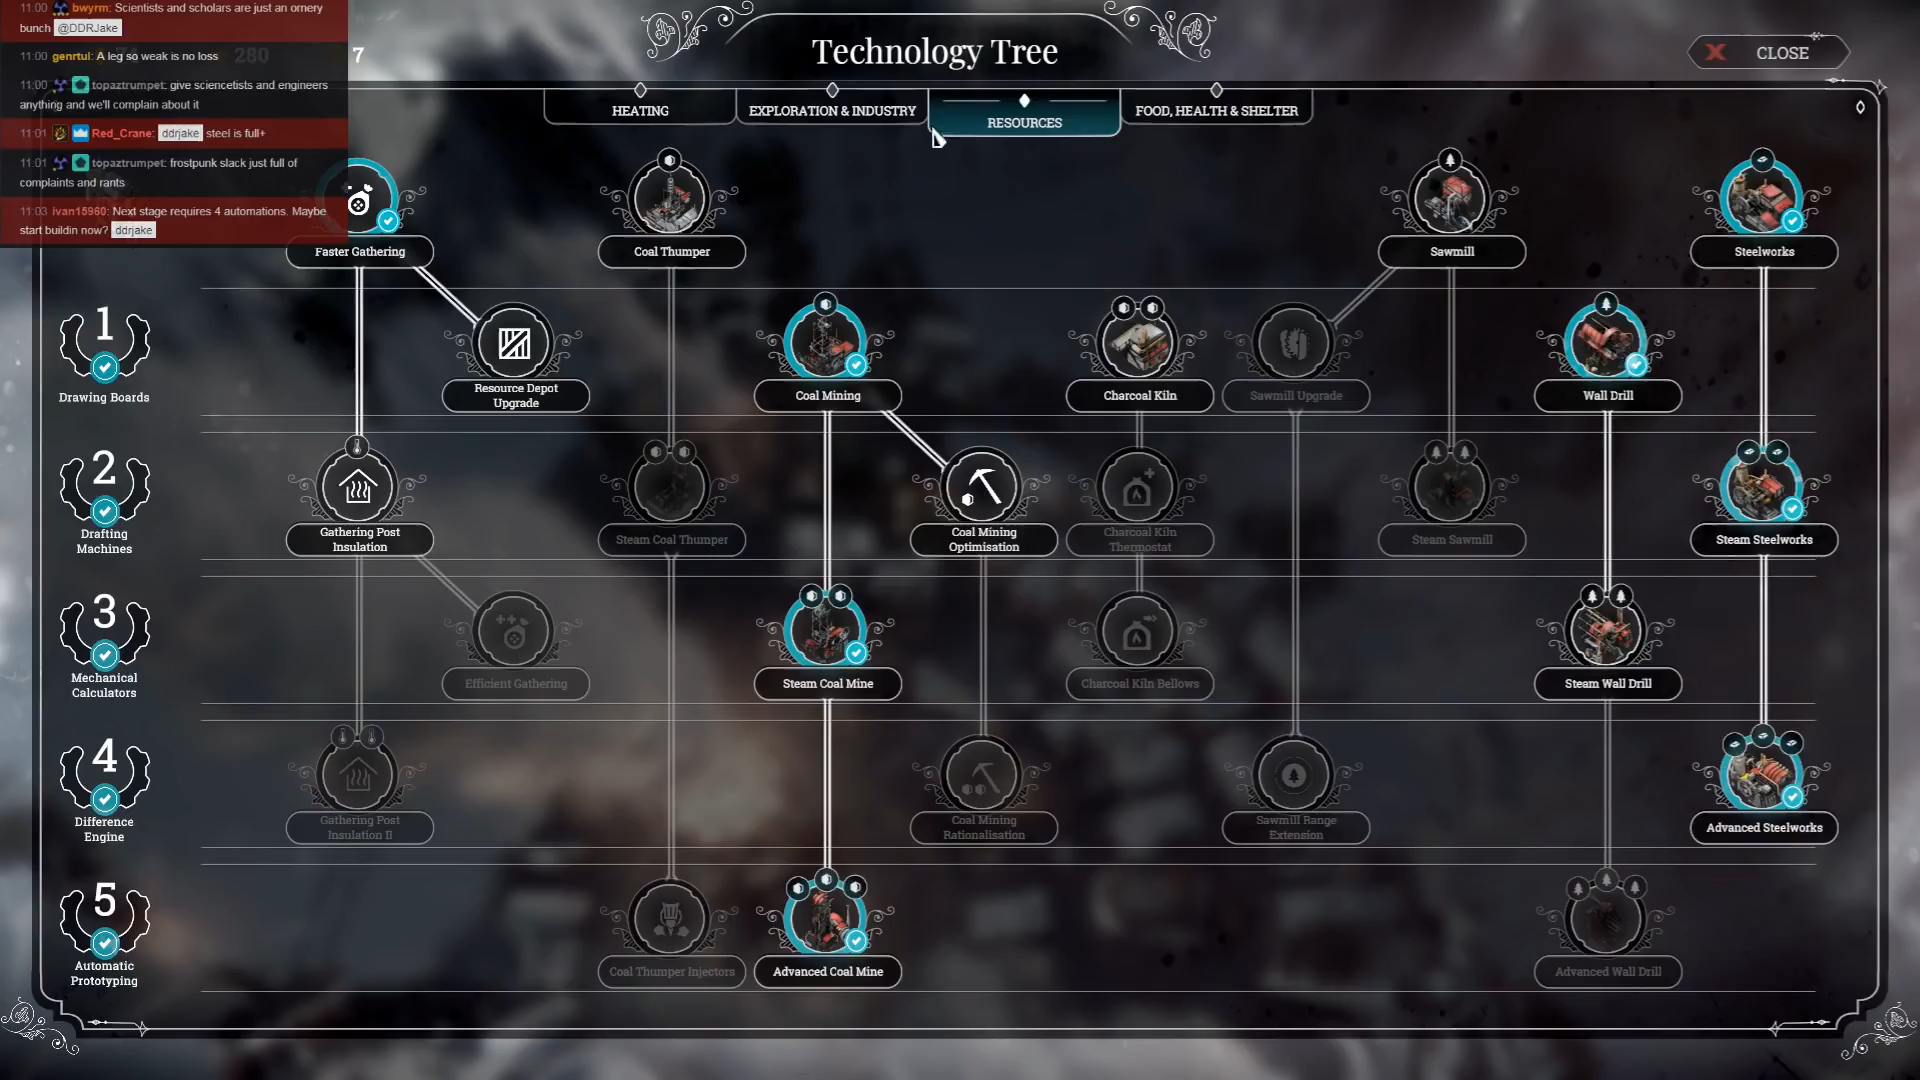 11:00 bwyrm: Scientists and scholars are just an ornery
bunch @DDRJake
11:00 genrtul: A leg so weak is no loss
280
7
11:00 topaztrumpet: give sciencetists and engineers
anything and we'll complain about it
11:01 Red_Crane: ddrjake steel is full+
11:01 topaztrumpet: frostpunk slack just full of
complaints and rants
11:03 ivan15960: Next stage requires 4 automations. Maybe
start buildin now? ddrjake
Technology Tree
CLOSE
HEATING
EXPLORATION & INDUSTRY
RESOURCES
FOOD, HEALTH & SHELTER
Faster Gathering
Coal Thumper
Sawmill
Steelworks
1
Drawing Boards
Resource Depot
Upgrade
Coal Mining
Charcoal Kiln
Sawmill Upgrade
Wall Drill
2
Drafting
Machines
Gathering Post
Insulation
Steam Coal Thumper
Coal Mining
Optimisation
Charcoal Kiln
Thermostat
Steam Sawmill
Steam Steelworks
3
Mechanical
Calculators
Efficient Gathering
Steam Coal Mine
Charcoal Kiln Bellows
Steam Wall Drill
4
Difference
Engine
Gathering Post
Insulation II
Coal Mining
Rationalisation
Sawmill Range
Extension
Advanced Steelworks
5
Automatic
Prototyping
Coal Thumper Injectors
Advanced Coal Mine
Advanced Wall Drill